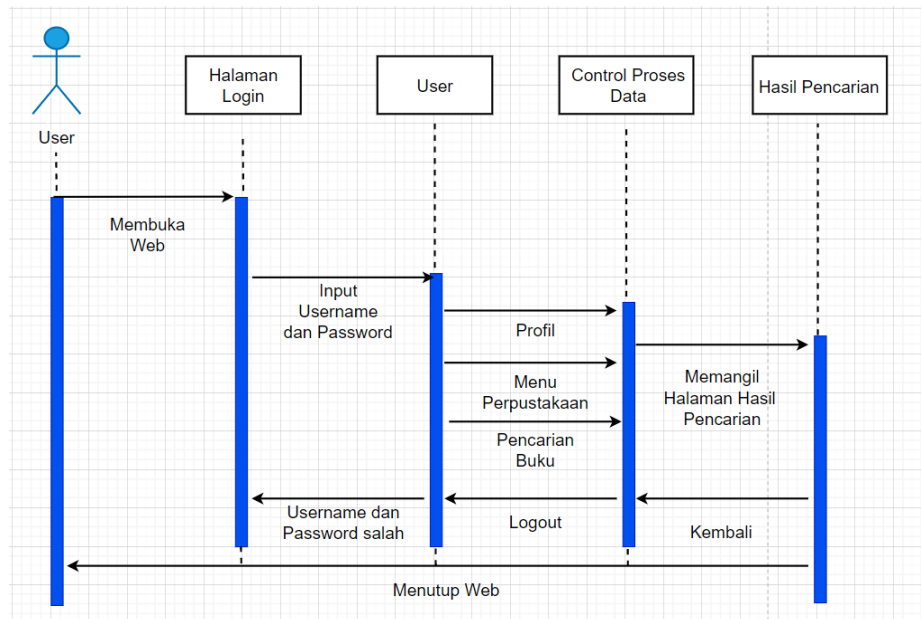 Halaman
Login
User
Control Proses
Data
Hasil Pencarian
User
Membuka
Web
Input
Username
dan Password
Profil
Menu
Perpustakaan
Memangil
Halaman Hasil
Pencarian
Pencarian
Buku
Username dan
Password salah
Logout
Kembali
Menutup Web